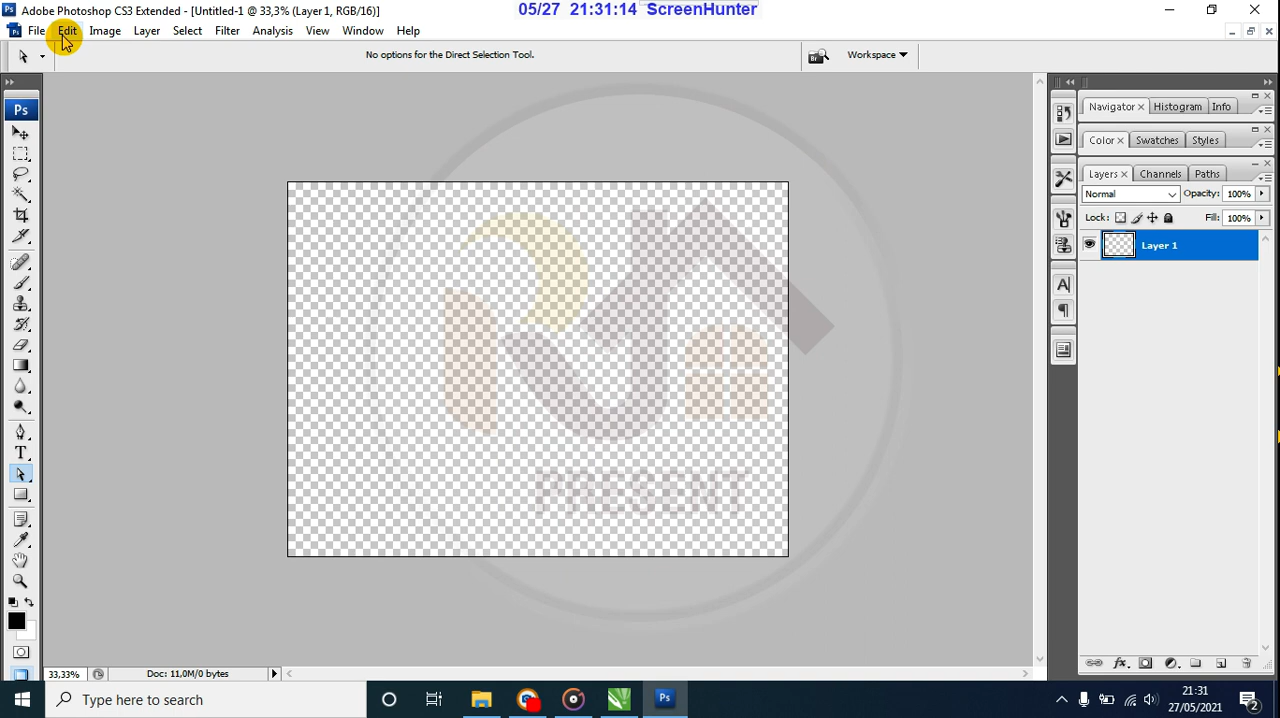 Adobe Photoshop CS3 Extended - [Untitled-1 @ 33,3% (Layer 1, RGB/16)]
05/27 21:31:14 ScreenHunter
File Edit Image Layer Select Filter Analysis View Window Help
No options for the Direct Selection Tool.
Workspace
Ps
Navigator Histogram Info
Color Swatches Styles
Layers Channels Paths
Normal Opacity: 100%
Lock: Fill: 100%
Layer 1
PRESENT
33,33% Doc: 11,0M/0 bytes
Type here to search
Ps
21:31
27/05/2021
2